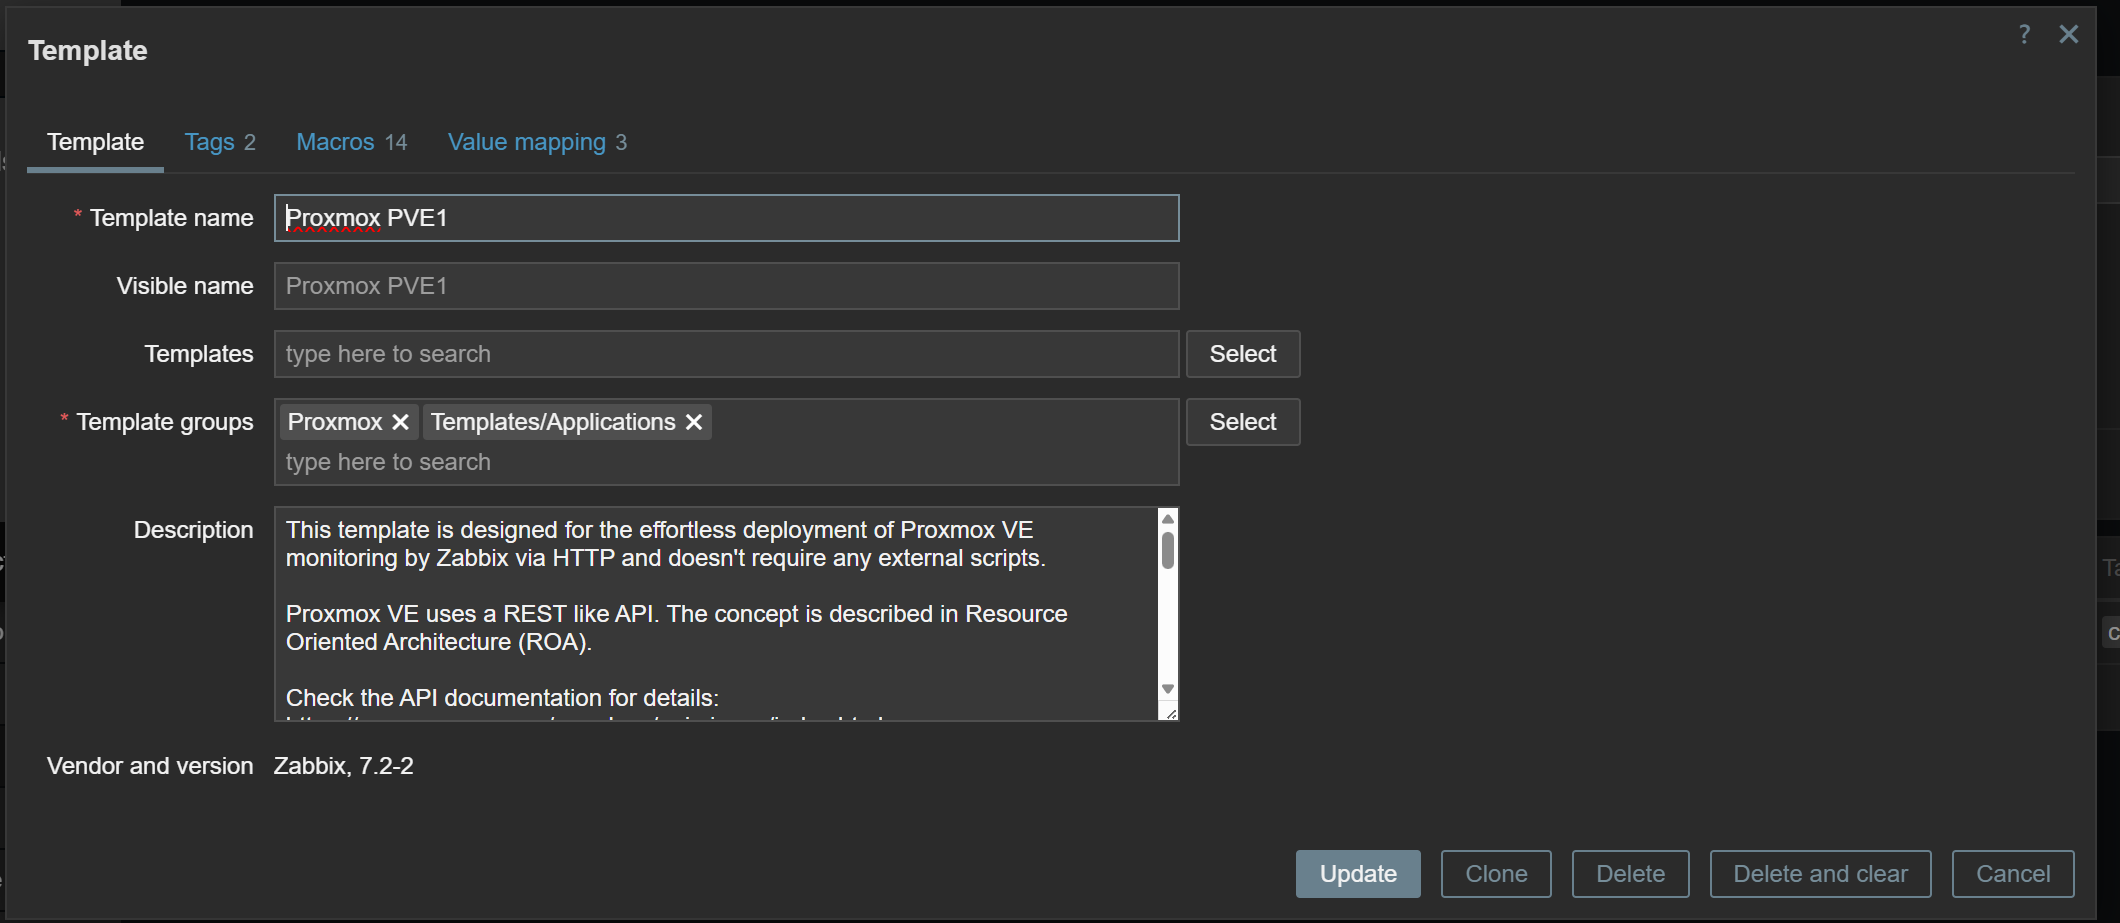 Template
?
Template
Tags 2
Macros 14
Value mapping 3
* Template name
Proxmox PVE1
Visible name
Proxmox PVE1
Templates
type here to search
Select
* Template groups
Proxmox
Templates/Applications
type here to search
Select
Description
This template is designed for the effortless deployment of Proxmox VE
monitoring by Zabbix via HTTP and doesn't require any external scripts.
Proxmox VE uses a REST like API. The concept is described in Resource
Oriented Architecture (ROA).
Check the API documentation for details:
Vendor and version
Zabbix, 7.2-2
Update
Clone
Delete
Delete and clear
Cancel